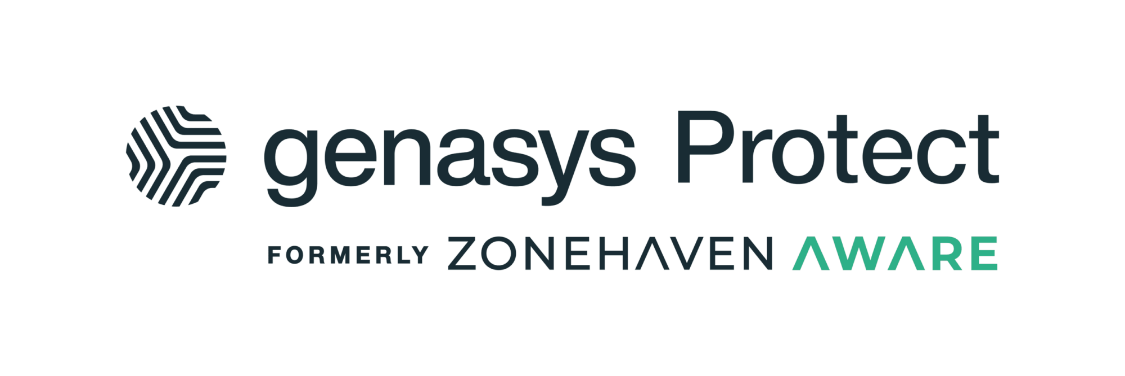 genasys Protect
FORMERLY ZONEHAVEN AWARE